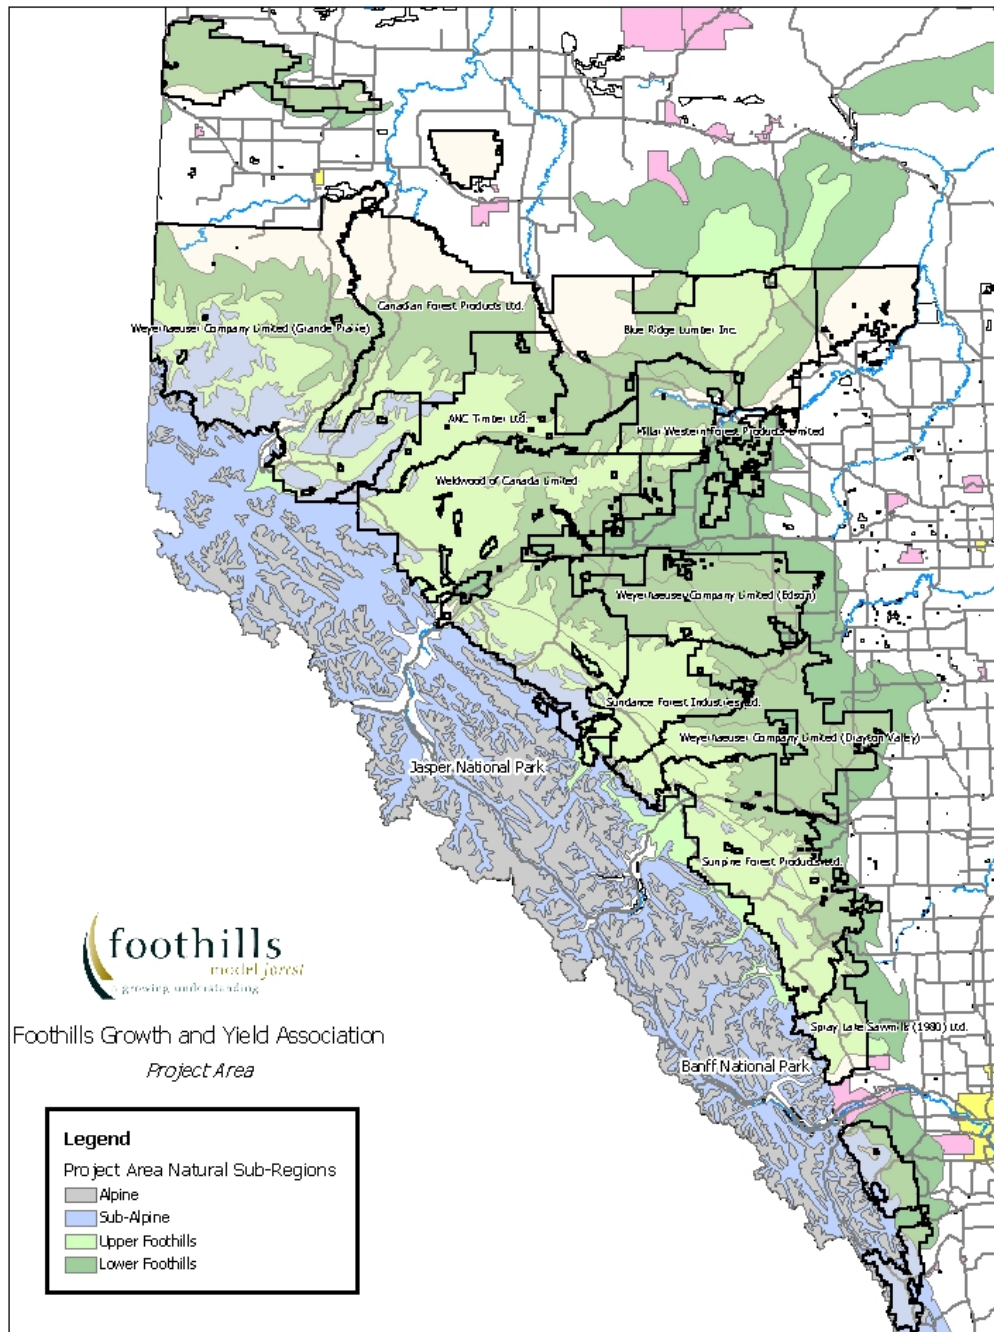 Canadian Forest Products Ltd.
Weyerhaeuser Company Limited (Grande Prairie)
Blue Ridge Lumber Inc.
ANC Timber Ltd.
Millar Western Forest Products Limited
Weldwood of Canada Limited
Weyerhaeuser Company Limited (Edson)
Sundance Forest Industries Ltd.
Weyerhaeuser Company Limited (Drayton Valley)
Jasper National Park
Sunpine Forest Products Ltd.
foothills
model forest
a growing understanding
Spray Lake Sawmills (1980) Ltd.
Foothills Growth and Yield Association
Project Area
Banff National Park
Legend
Project Area Natural Sub-Regions
Alpine
Sub-Alpine
Upper Foothills
Lower Foothills